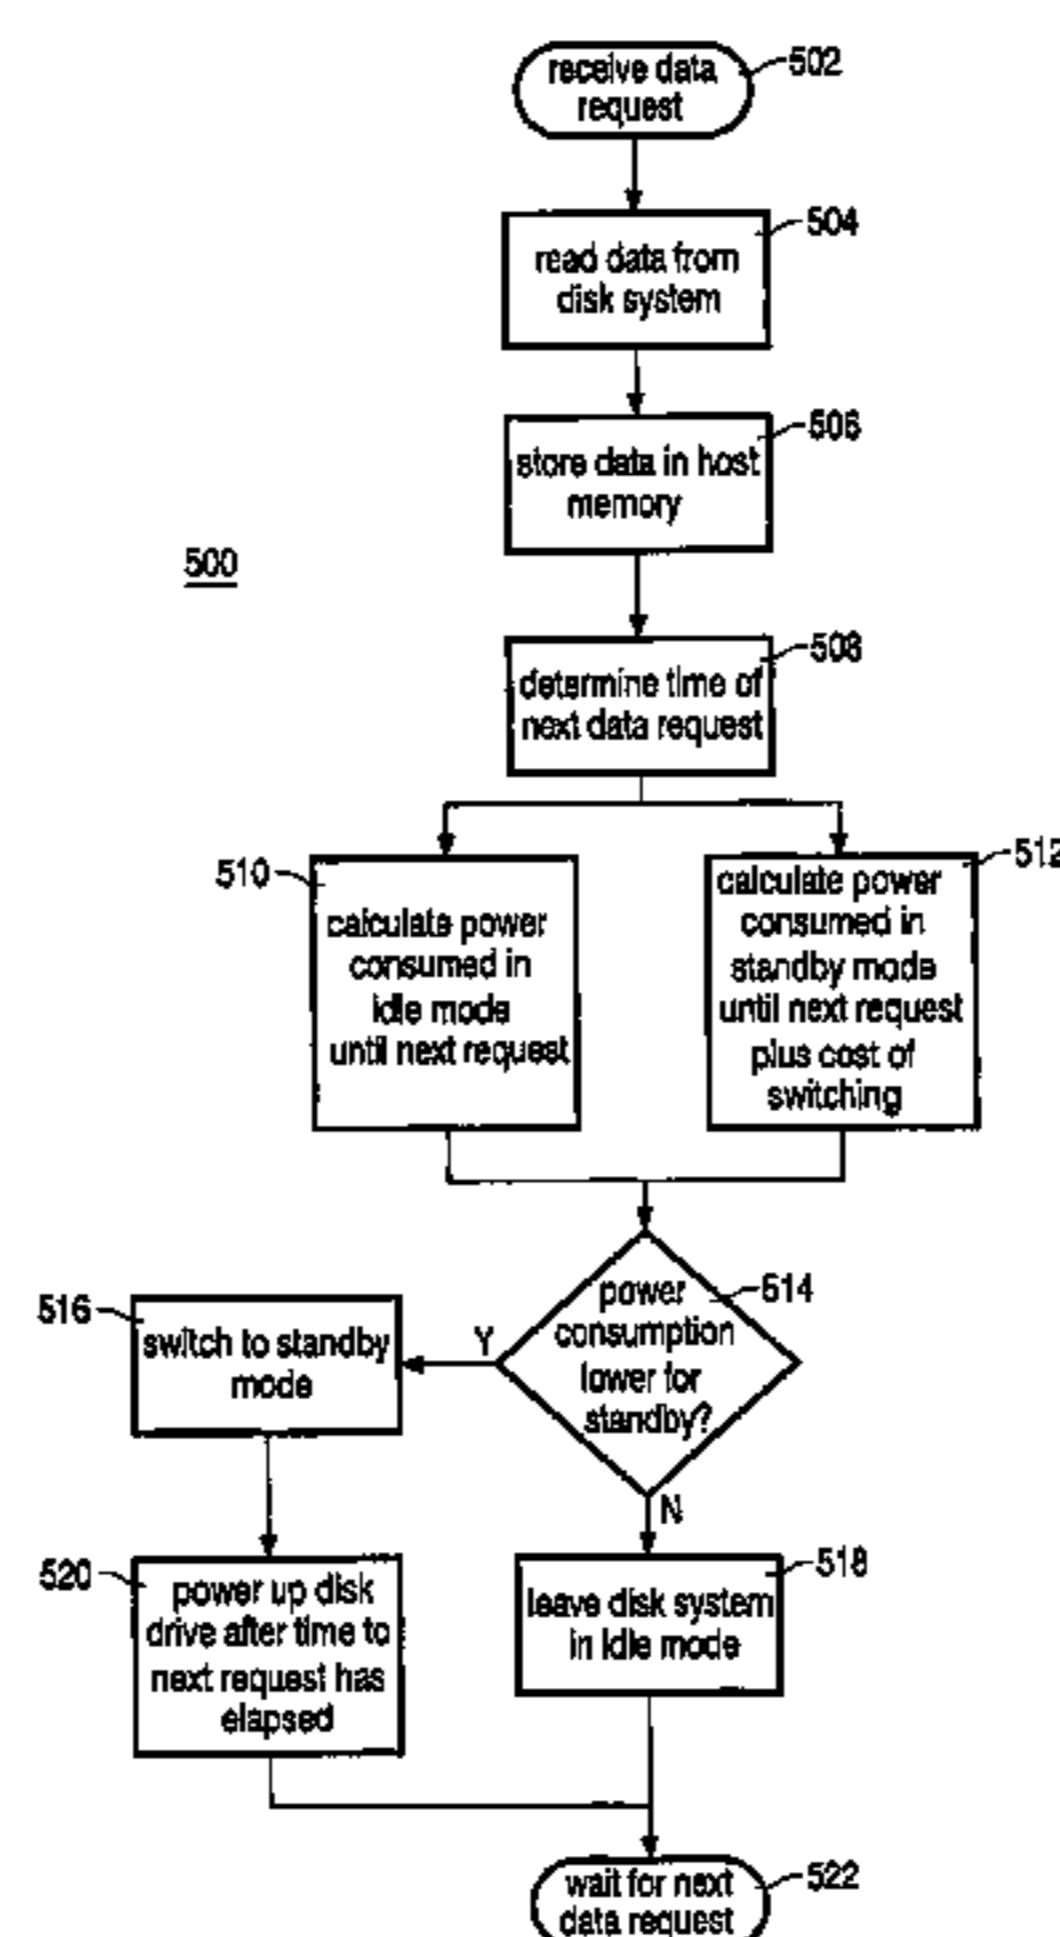 502
receive data
request
504
read data from
disk system
506
store data in host
memory
500
508
determine time of
next data request
510
calculate power
consumed in
idle mode
until next request
512
calculate power
consumed in
standby mode
until next request
plus cost of
switching
514
power
consumption
lower for
standby?
Y
N
516
switch to standby
mode
518
leave disk system
in idle mode
520
power up disk
drive after time to
next request has
elapsed
522
wait for next
data request